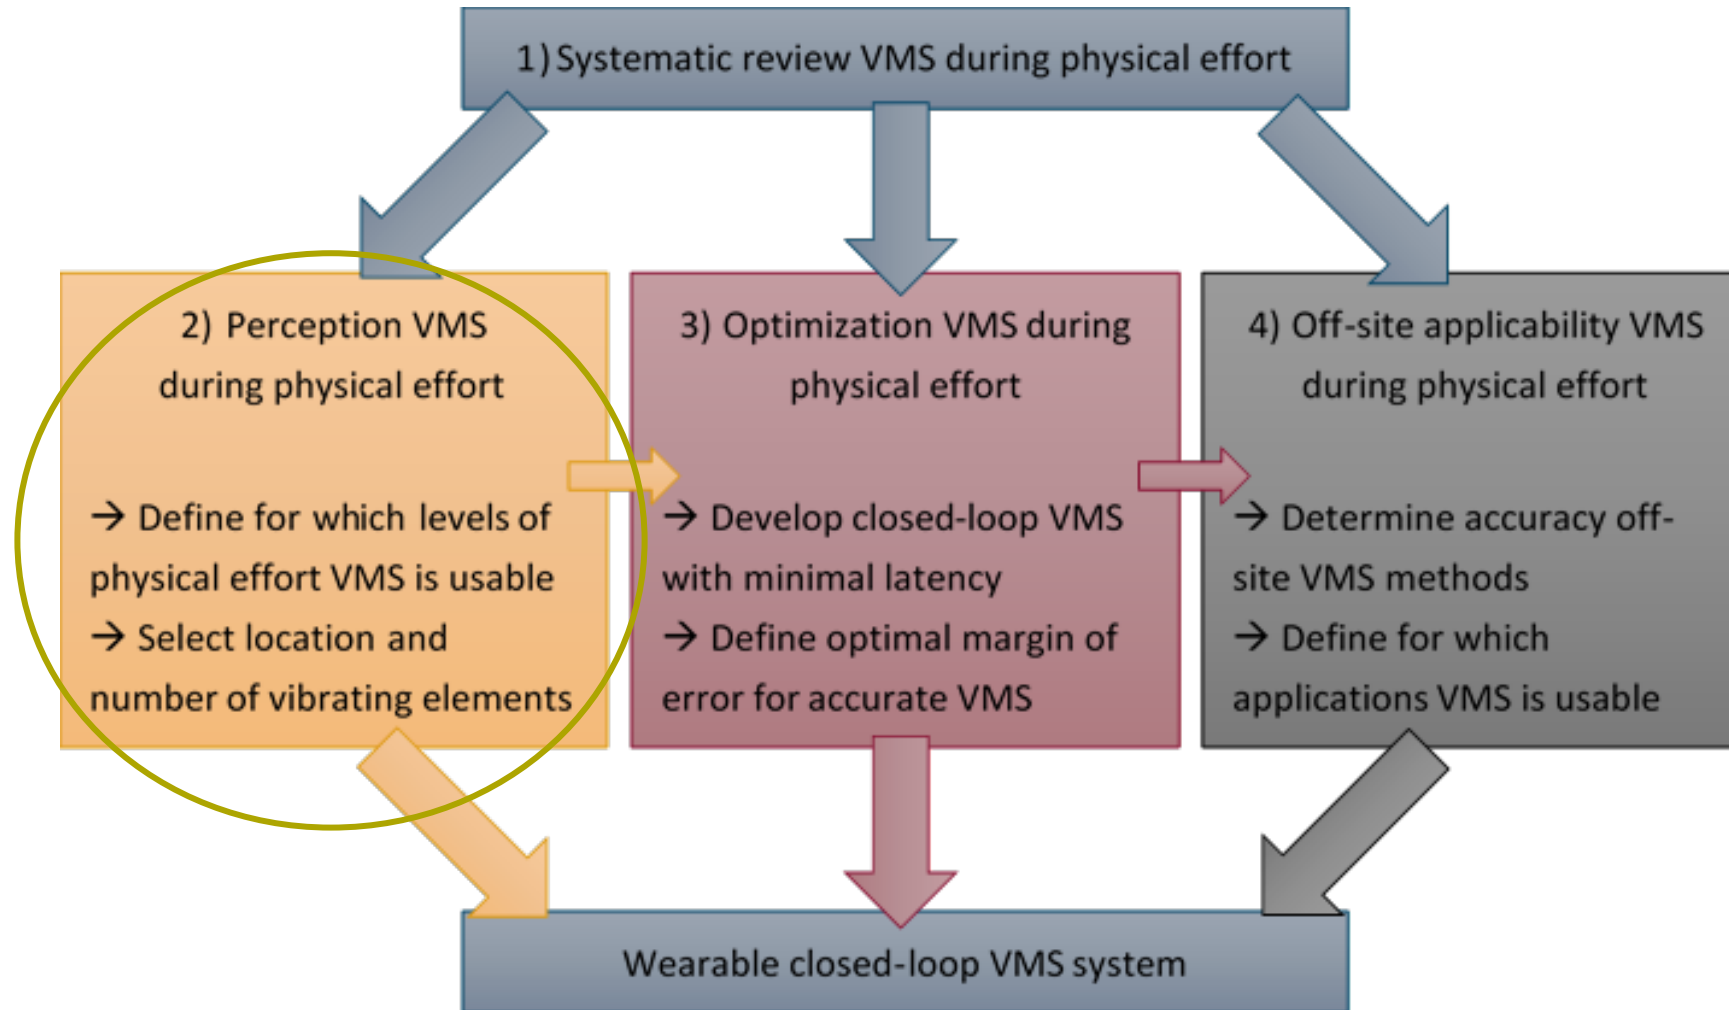 1) Systematic review VMS during physical effort
2) Perception VMS
during physical effort
→ Define for which levels of
physical effort VMS is usable
→ Select location and
number of vibrating elements
3) Optimization VMS during
physical effort
→ Develop closed-loop VMS
with minimal latency
→ Define optimal margin of
error for accurate VMS
4) Off-site applicability VMS
during physical effort
→ Determine accuracy off-
site VMS methods
→ Define for which
applications VMS is usable
Wearable closed-loop VMS system